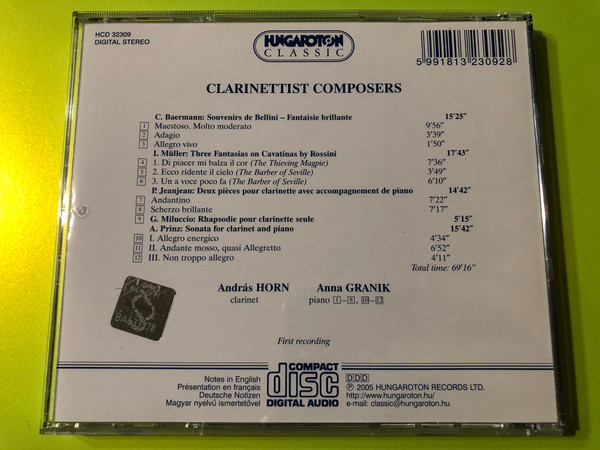 HCD 32309
DIGITAL STEREO
HUNGAROTON
CLASSIC
5 991813 230928
CLARINETTIST COMPOSERS
C. Baermann: Souvenirs de Bellini – Fantaisie brillante 15'25"
1 Maestoso. Molto moderato 9'56"
2 Adagio 3'39"
3 Allegro vivo 1'50"
I. Müller: Three Fantasias on Cavatinas by Rossini 17'43"
4 1. Di piacer mi balza il cor (The Thieving Magpie) 7'36"
5 2. Ecco ridente il cielo (The Barber of Seville) 3'49"
6 3. Un a voce poco fa (The Barber of Seville) 6'10"
P. Jeanjean: Deux pièces pour clarinette avec accompagnement de piano 14'42"
7 Andantino 7'22"
8 Scherzo brillante 7'17"
9 G. Miluccio: Rhapsodie pour clarinette seule 5'15"
A. Prinz: Sonata for clarinet and piano 15'42"
10 I. Allegro energico 4'34"
11 II. Andante mosso, quasi Allegretto 6'52"
12 III. Non troppo allegro 4'11"
Total time: 69'16"
András HORN Anna GRANIK
clarinet piano 1–8, 10–12
First recording
Notes in English
Présentation en français
Deutsche Notizen
Magyar nyelvű ismertetővel
COMPACT
disc
DIGITAL AUDIO
DDD
℗ 2005 HUNGAROTON RECORDS LTD.
http://www.hungaroton.hu/
e-mail: classic@hungaroton.hu